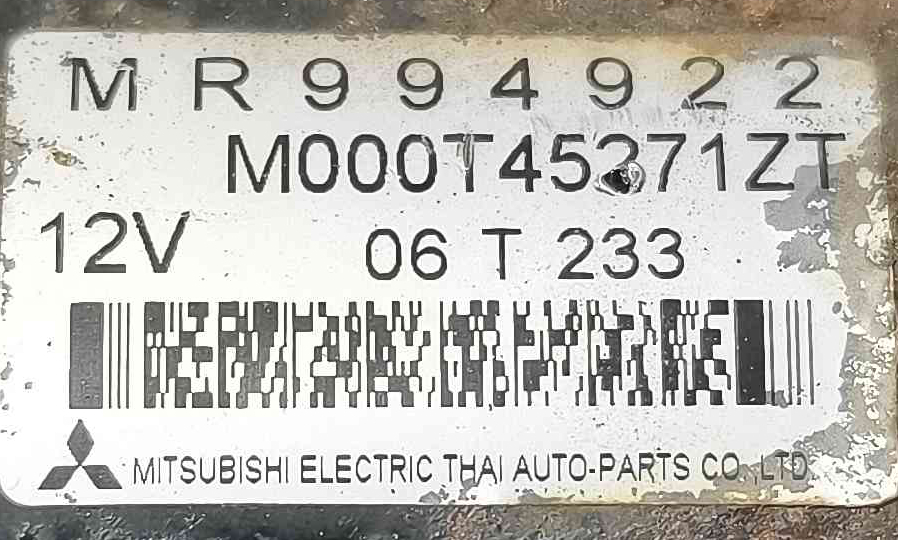 MR994922
M000T45371ZT
12V 06 T 233
MITSUBISHI ELECTRIC THAI AUTO-PARTS CO.,LTD.